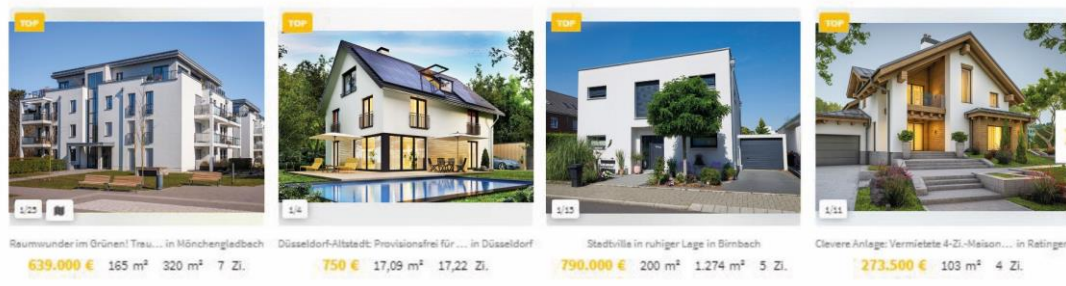 TOP
1/25
Raumwunder im Grünen! Trau... in Mönchengladbach
639.000 € 165 m² 320 m² 7 Zi.
TOP
1/4
Düsseldorf-Altstadt: Provisionsfrei für ... in Düsseldorf
750 € 17,09 m² 17,22 Zi.
TOP
1/15
Stadtvilla in ruhiger Lage in Birnbach
790.000 € 200 m² 1.274 m² 5 Zi.
TOP
1/11
Clevere Anlage: Vermietete 4-Zi.-Maison... in Ratingen
273.500 € 103 m² 4 Zi.